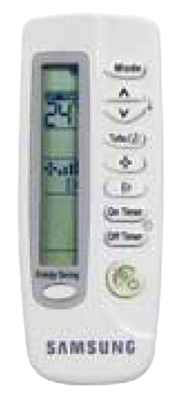 Mode
24
Turbo
On Timer
Off Timer
Energy Saving
SAMSUNG